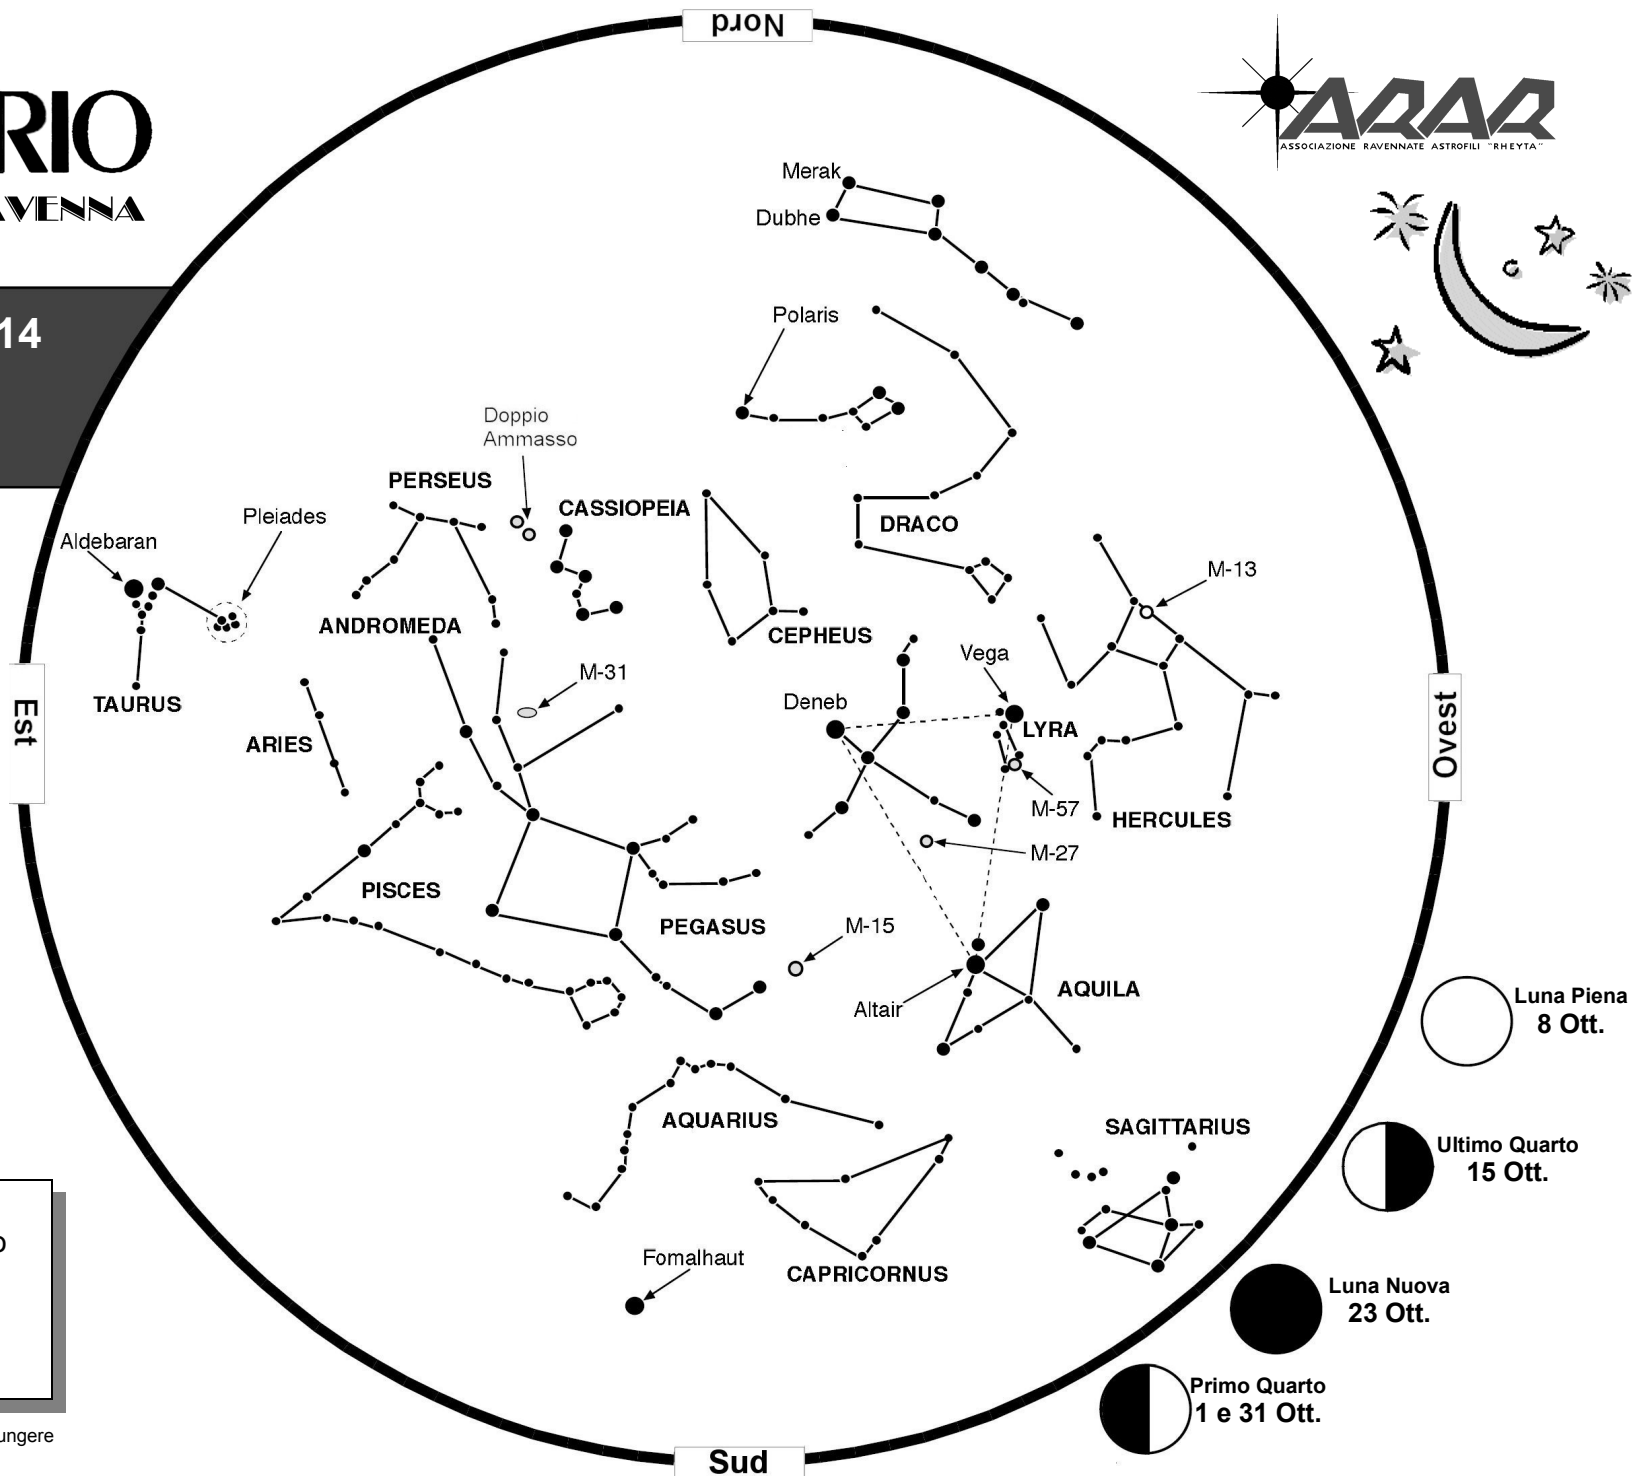 Nord
RIO
AVENNA
ARAR
ASSOCIAZIONE RAVENNATE ASTROFILI "RHEYTA"
14
Merak
Dubhe
Polaris
Doppio
Ammasso
PERSEUS
CASSIOPEIA
Pleiades
Aldebaran
DRACO
M-13
ANDROMEDA
CEPHEUS
Vega
M-31
Deneb
TAURUS
LYRA
ARIES
Est
Ovest
M-57
HERCULES
M-27
PISCES
PEGASUS
M-15
Altair
AQUILA
Luna Piena
8 Ott.
AQUARIUS
SAGITTARIUS
Ultimo Quarto
15 Ott.
Fomalhaut
CAPRICORNUS
Luna Nuova
23 Ott.
Primo Quarto
1 e 31 Ott.
ungere
Sud